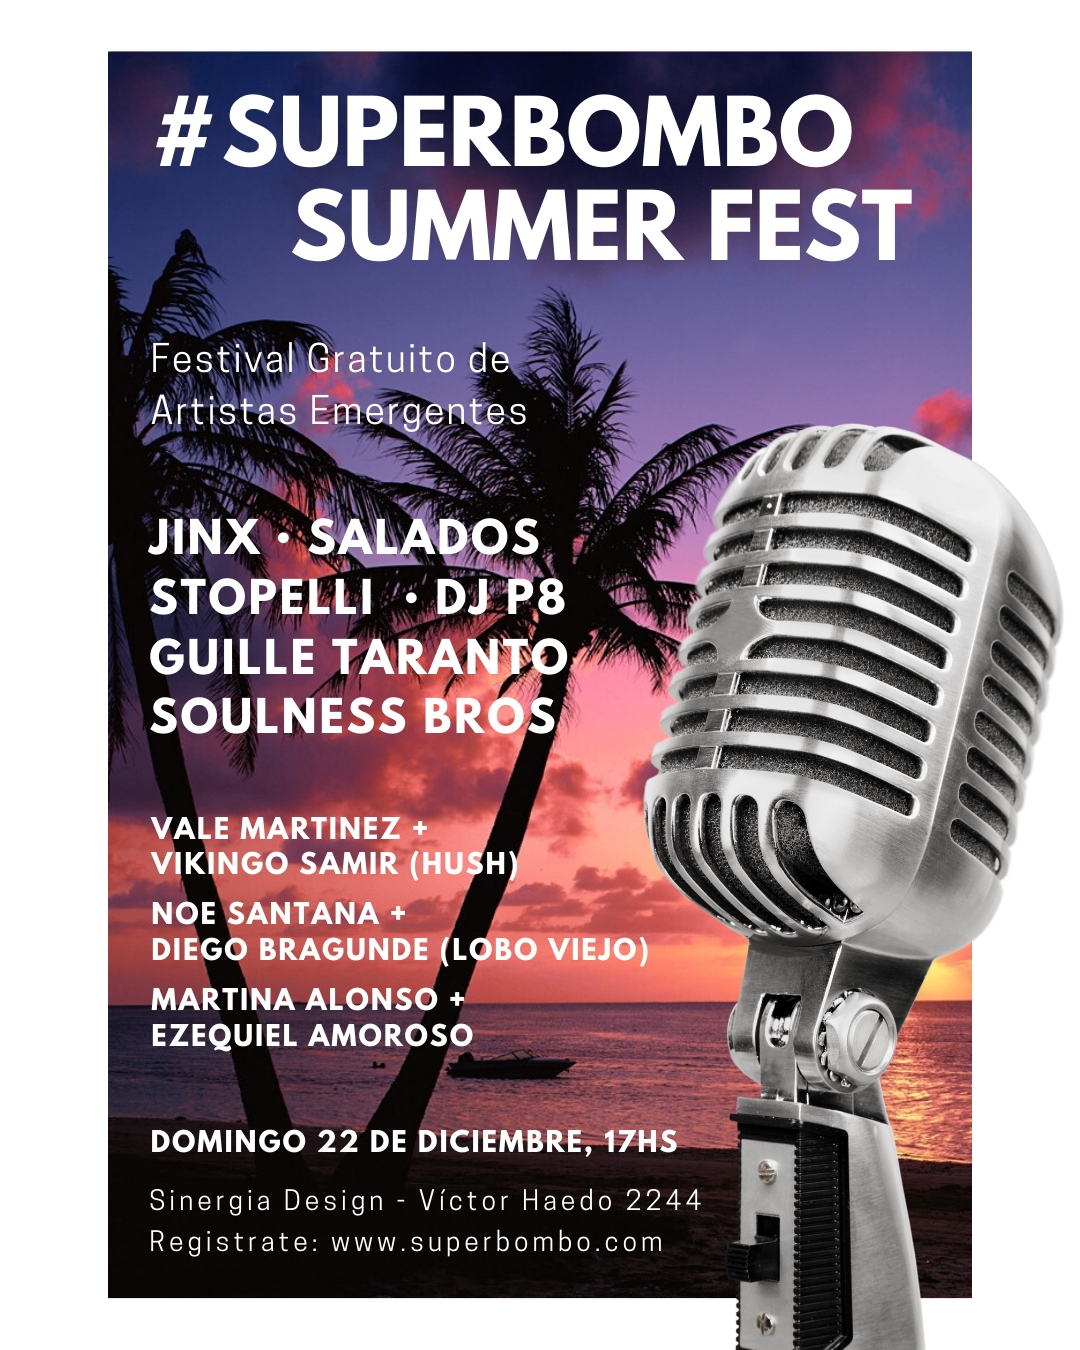 #SUPERBOMBO
SUMMER FEST
Festival Gratuito de
Artistas Emergentes
JINX · SALADOS
STOPELLI · DJ P8
GUILLE TARANTO
SOULNESS BROS
VALE MARTINEZ +
VIKINGO SAMIR (HUSH)
NOE SANTANA +
DIEGO BRAGUNDE (LOBO VIEJO)
MARTINA ALONSO +
EZEQUIEL AMOROSO
DOMINGO 22 DE DICIEMBRE, 17HS
Sinergia Design - Víctor Haedo 2244
Registrate: www.superbombo.com